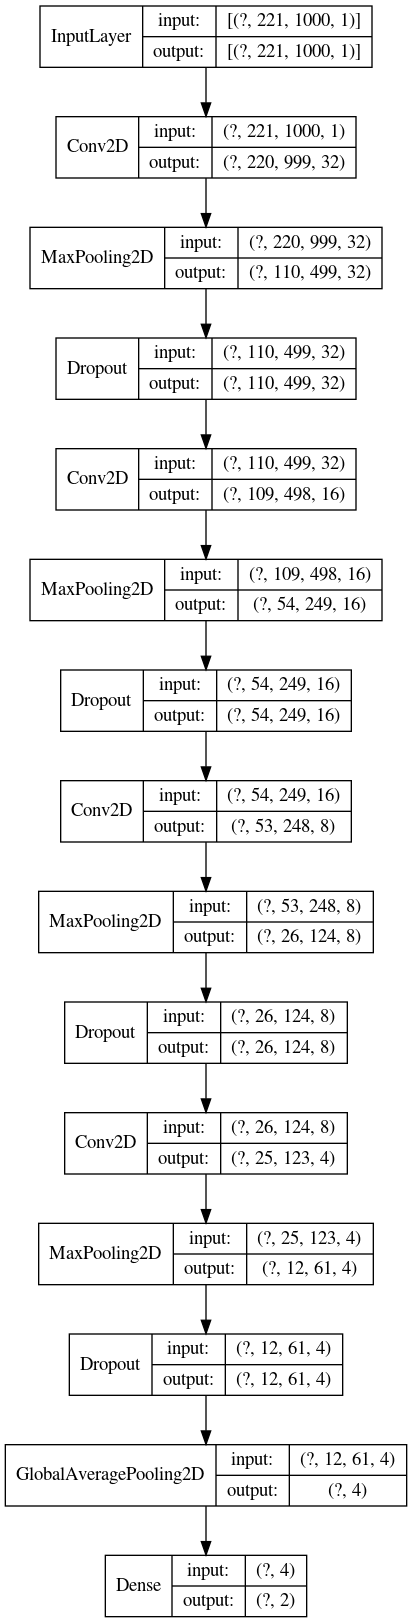 InputLayer input: [(?, 221, 1000, 1)]
output: [(?, 221, 1000, 1)]
Conv2D input: (?, 221, 1000, 1)
output: (?, 220, 999, 32)
MaxPooling2D input: (?, 220, 999, 32)
output: (?, 110, 499, 32)
Dropout input: (?, 110, 499, 32)
output: (?, 110, 499, 32)
Conv2D input: (?, 110, 499, 32)
output: (?, 109, 498, 16)
MaxPooling2D input: (?, 109, 498, 16)
output: (?, 54, 249, 16)
Dropout input: (?, 54, 249, 16)
output: (?, 54, 249, 16)
Conv2D input: (?, 54, 249, 16)
output: (?, 53, 248, 8)
MaxPooling2D input: (?, 53, 248, 8)
output: (?, 26, 124, 8)
Dropout input: (?, 26, 124, 8)
output: (?, 26, 124, 8)
Conv2D input: (?, 26, 124, 8)
output: (?, 25, 123, 4)
MaxPooling2D input: (?, 25, 123, 4)
output: (?, 12, 61, 4)
Dropout input: (?, 12, 61, 4)
output: (?, 12, 61, 4)
GlobalAveragePooling2D input: (?, 12, 61, 4)
output: (?, 4)
Dense input: (?, 4)
output: (?, 2)